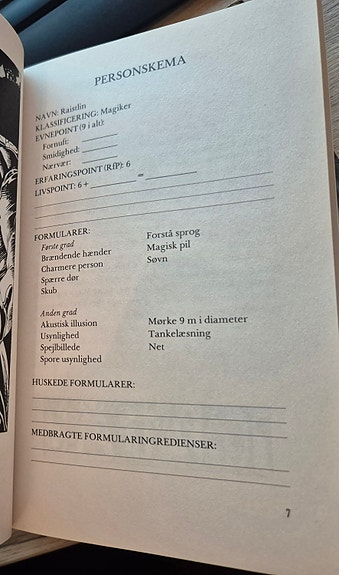 PERSONSKEMA
NAVN: Raistlin
KLASSIFICERING: Magiker
EVNEPOINT (9 i alt):
Fornuft:
Smidighed:
Nærvær:
ERFARINGSPOINT (RfP): 6
LIVSPOINT: 6 + =
FORMULARER:
Første grad
Brændende hænder
Charmere person
Spærre dør
Skub
Forstå sprog
Magisk pil
Søvn
Anden grad
Akustisk illusion
Usynlighed
Spejlbillede
Spore usynlighed
Mørke 9 m i diameter
Tankelæsning
Net
HUSKEDE FORMULARER:
MEDBRAGTE FORMULARINGREDIENSER:
7